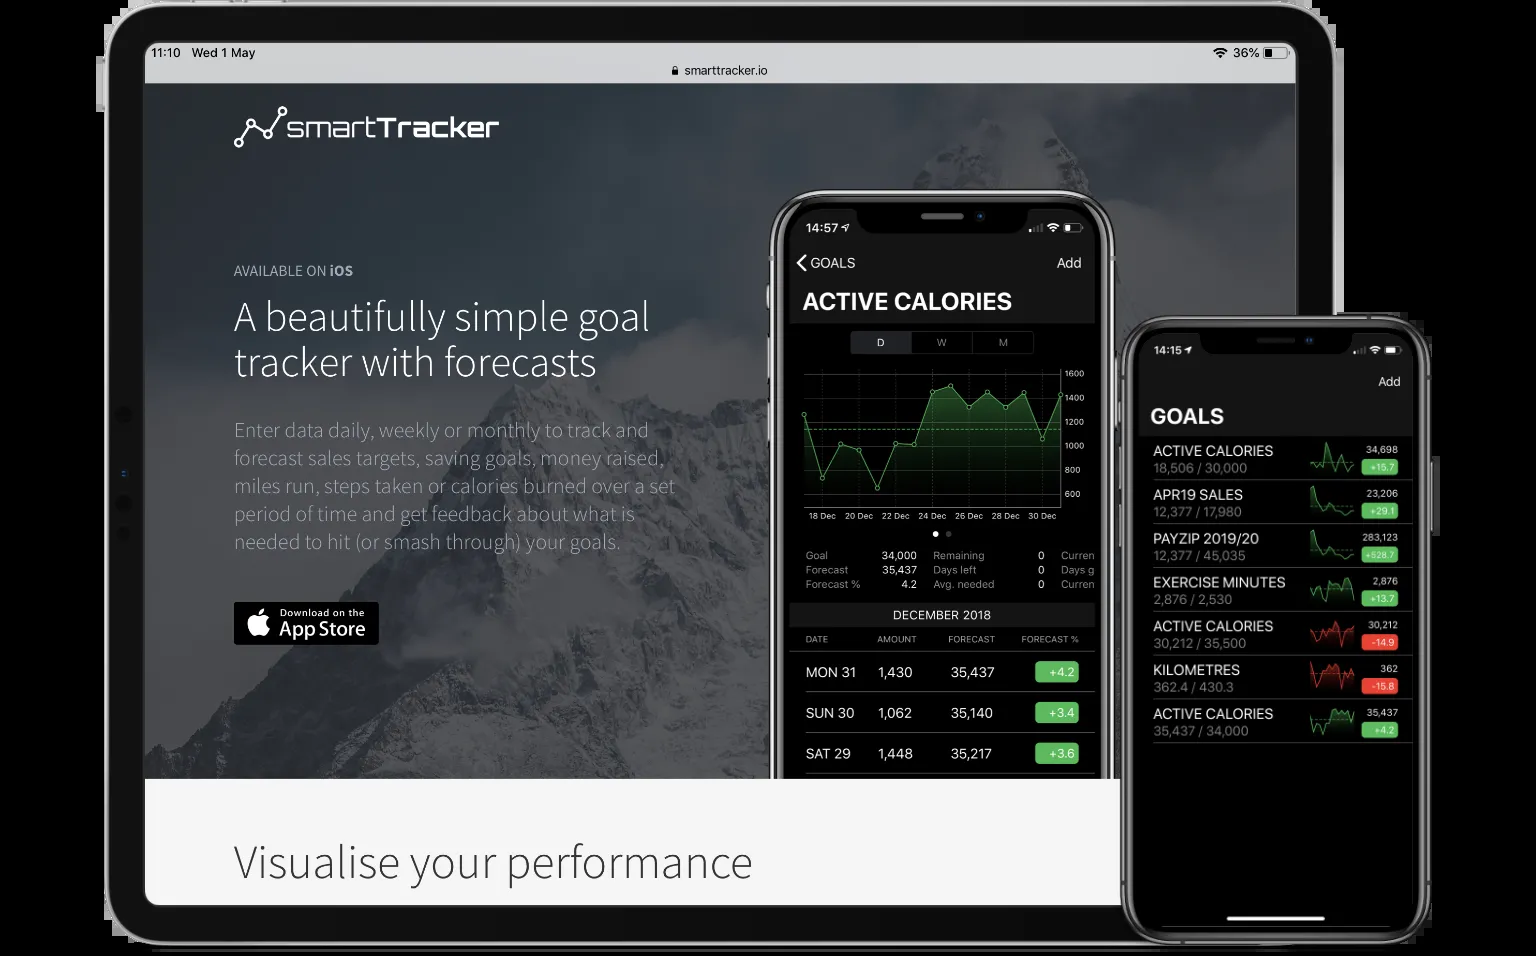 11:10 Wed 1 May
36%
smarttracker.io
smartTracker
AVAILABLE ON iOS
A beautifully simple goal
tracker with forecasts
Enter data daily, weekly or monthly to track and
forecast sales targets, saving goals, money raised,
miles run, steps taken or calories burned over a set
period of time and get feedback about what is
needed to hit (or smash through) your goals.
Download on the
App Store
Visualise your performance
14:57
GOALS Add
ACTIVE CALORIES
D W M
1600
1400
1200
1000
800
600
18 Dec 20 Dec 22 Dec 24 Dec 26 Dec 28 Dec 30 Dec
Goal 34,000 Remaining 0 Curren
Forecast 35,437 Days left 0 Days g
Forecast % 4.2 Avg. needed 0 Curren
DECEMBER 2018
DATE AMOUNT FORECAST FORECAST %
MON 31 1,430 35,437 +4.2
SUN 30 1,062 35,140 +3.4
SAT 29 1,448 35,217 +3.6
14:15
Add
GOALS
ACTIVE CALORIES 34,698
18,506 / 30,000 +15.7
APR19 SALES 23,206
12,377 / 17,980 +29.1
PAYZIP 2019/20 283,123
12,377 / 45,035 +528.7
EXERCISE MINUTES 2,876
2,876 / 2,530 +13.7
ACTIVE CALORIES 30,212
30,212 / 35,500 -14.9
KILOMETRES 362
362.4 / 430.3 -15.8
ACTIVE CALORIES 35,437
35,437 / 34,000 +4.2